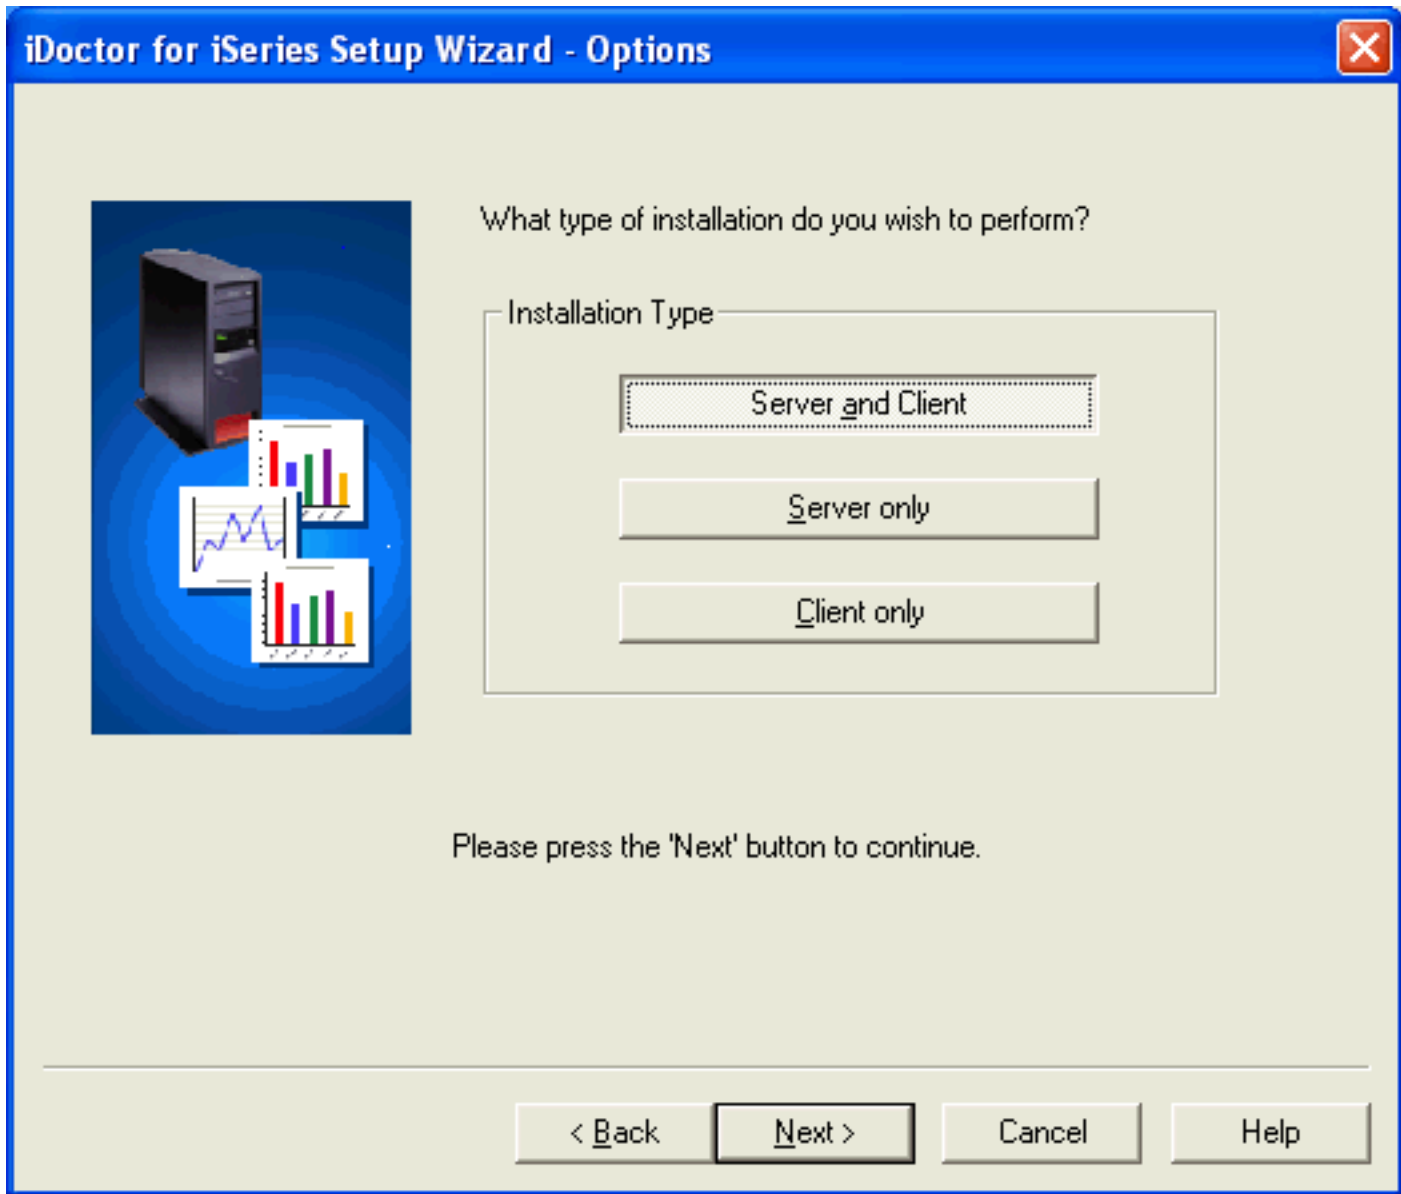 iDoctor for iSeries Setup Wizard - Options
What type of installation do you wish to perform?
Installation Type
Server and Client
Server only
Client only
Please press the 'Next' button to continue.
< Back Next > Cancel Help